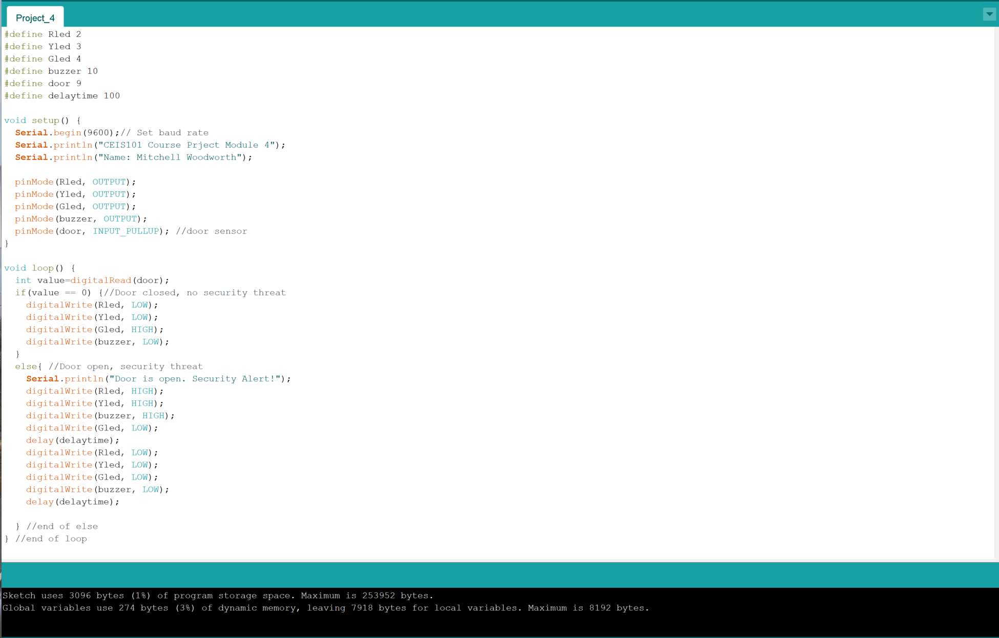 Project_4
#define Rled 2
#define Yled 3
#define Gled 4
#define buzzer 10
#define door 9
#define delaytime 100
void setup() {
  Serial.begin(9600);// Set baud rate
  Serial.println("CEIS101 Course Prject Module 4");
  Serial.println("Name: Mitchell Woodworth");
  pinMode(Rled, OUTPUT);
  pinMode(Yled, OUTPUT);
  pinMode(Gled, OUTPUT);
  pinMode(buzzer, OUTPUT);
  pinMode(door, INPUT_PULLUP); //door sensor
}
void loop() {
  int value=digitalRead(door);
  if(value == 0) {//Door closed, no security threat
    digitalWrite(Rled, LOW);
    digitalWrite(Yled, LOW);
    digitalWrite(Gled, HIGH);
    digitalWrite(buzzer, LOW);
  }
  else{ //Door open, security threat
    Serial.println("Door is open. Security Alert!");
    digitalWrite(Rled, HIGH);
    digitalWrite(Yled, HIGH);
    digitalWrite(buzzer, HIGH);
    digitalWrite(Gled, LOW);
    delay(delaytime);
    digitalWrite(Rled, LOW);
    digitalWrite(Yled, LOW);
    digitalWrite(Gled, LOW);
    digitalWrite(buzzer, LOW);
    delay(delaytime);
  } //end of else
} //end of loop
Sketch uses 3096 bytes (1%) of program storage space. Maximum is 253952 bytes.
Global variables use 274 bytes (3%) of dynamic memory, leaving 7918 bytes for local variables. Maximum is 8192 bytes.